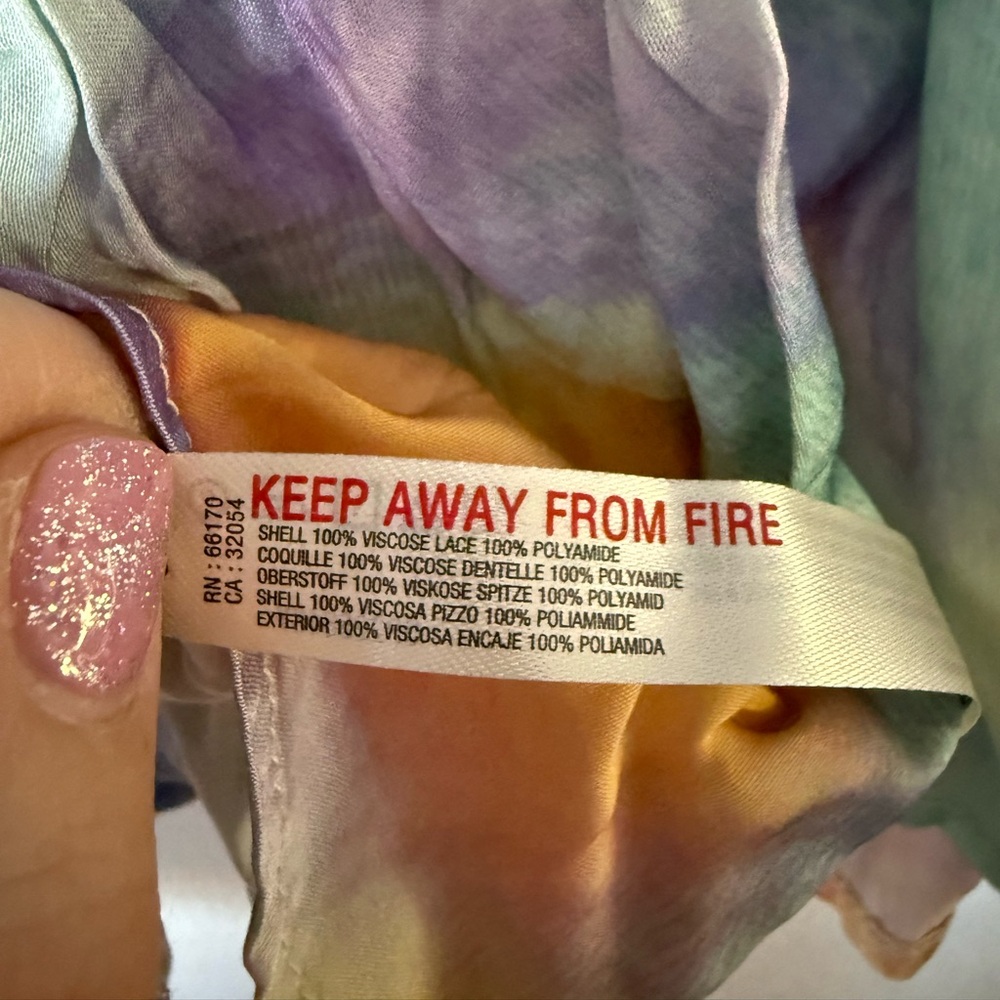 RN : 66170
CA : 32054
KEEP AWAY FROM FIRE
SHELL 100% VISCOSE LACE 100% POLYAMIDE
COQUILLE 100% VISCOSE DENTELLE 100% POLYAMIDE
OBERSTOFF 100% VISKOSE SPITZE 100% POLYAMID
SHELL 100% VISCOSA PIZZO 100% POLIAMMIDE
EXTERIOR 100% VISCOSA ENCAJE 100% POLIAMIDA